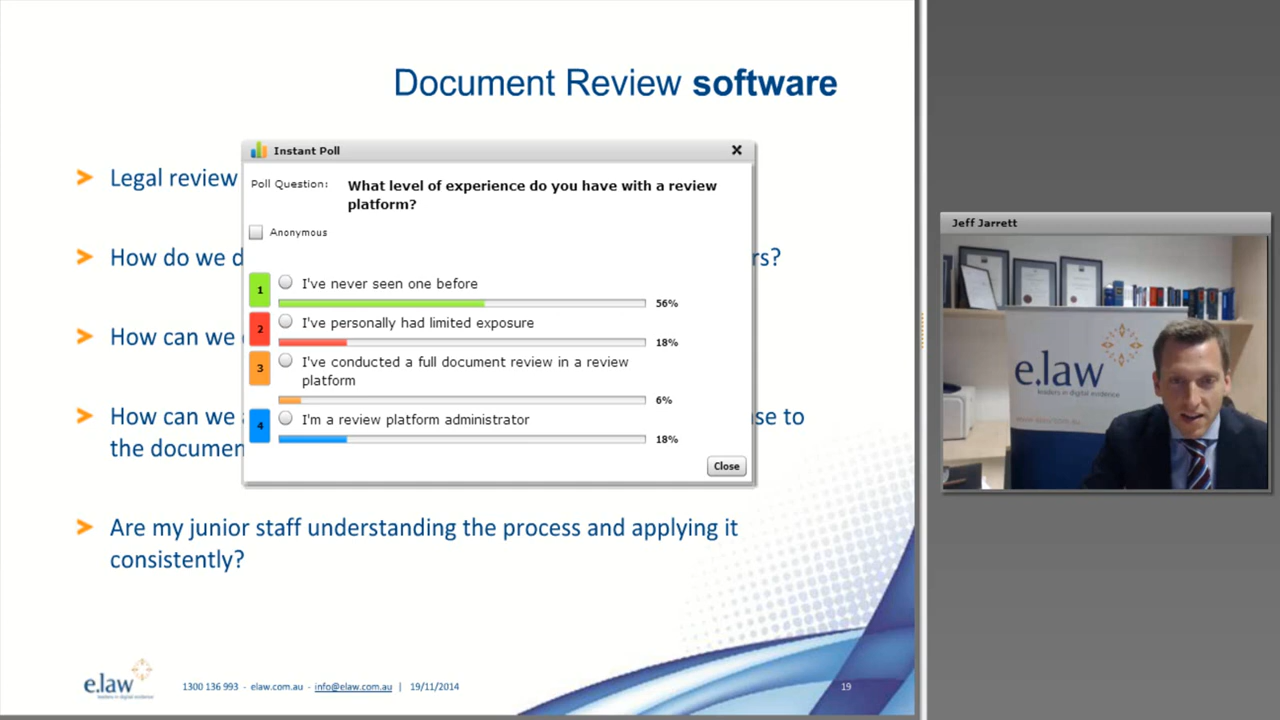 Document Review software
Legal review
How do we d
rs?
How can we
How can we
se to
the documen
Are my junior staff understanding the process and applying it
consistently?
Instant Poll
Poll Question: What level of experience do you have with a review
platform?
Anonymous
1 I've never seen one before
56%
2 I've personally had limited exposure
18%
3 I've conducted a full document review in a review
platform
6%
4 I'm a review platform administrator
18%
Close
e.law
leaders in digital evidence
1300 136 993 - elaw.com.au - info@elaw.com.au | 19/11/2014
19
Jeff Jarrett
e.law
leaders in digital evidence